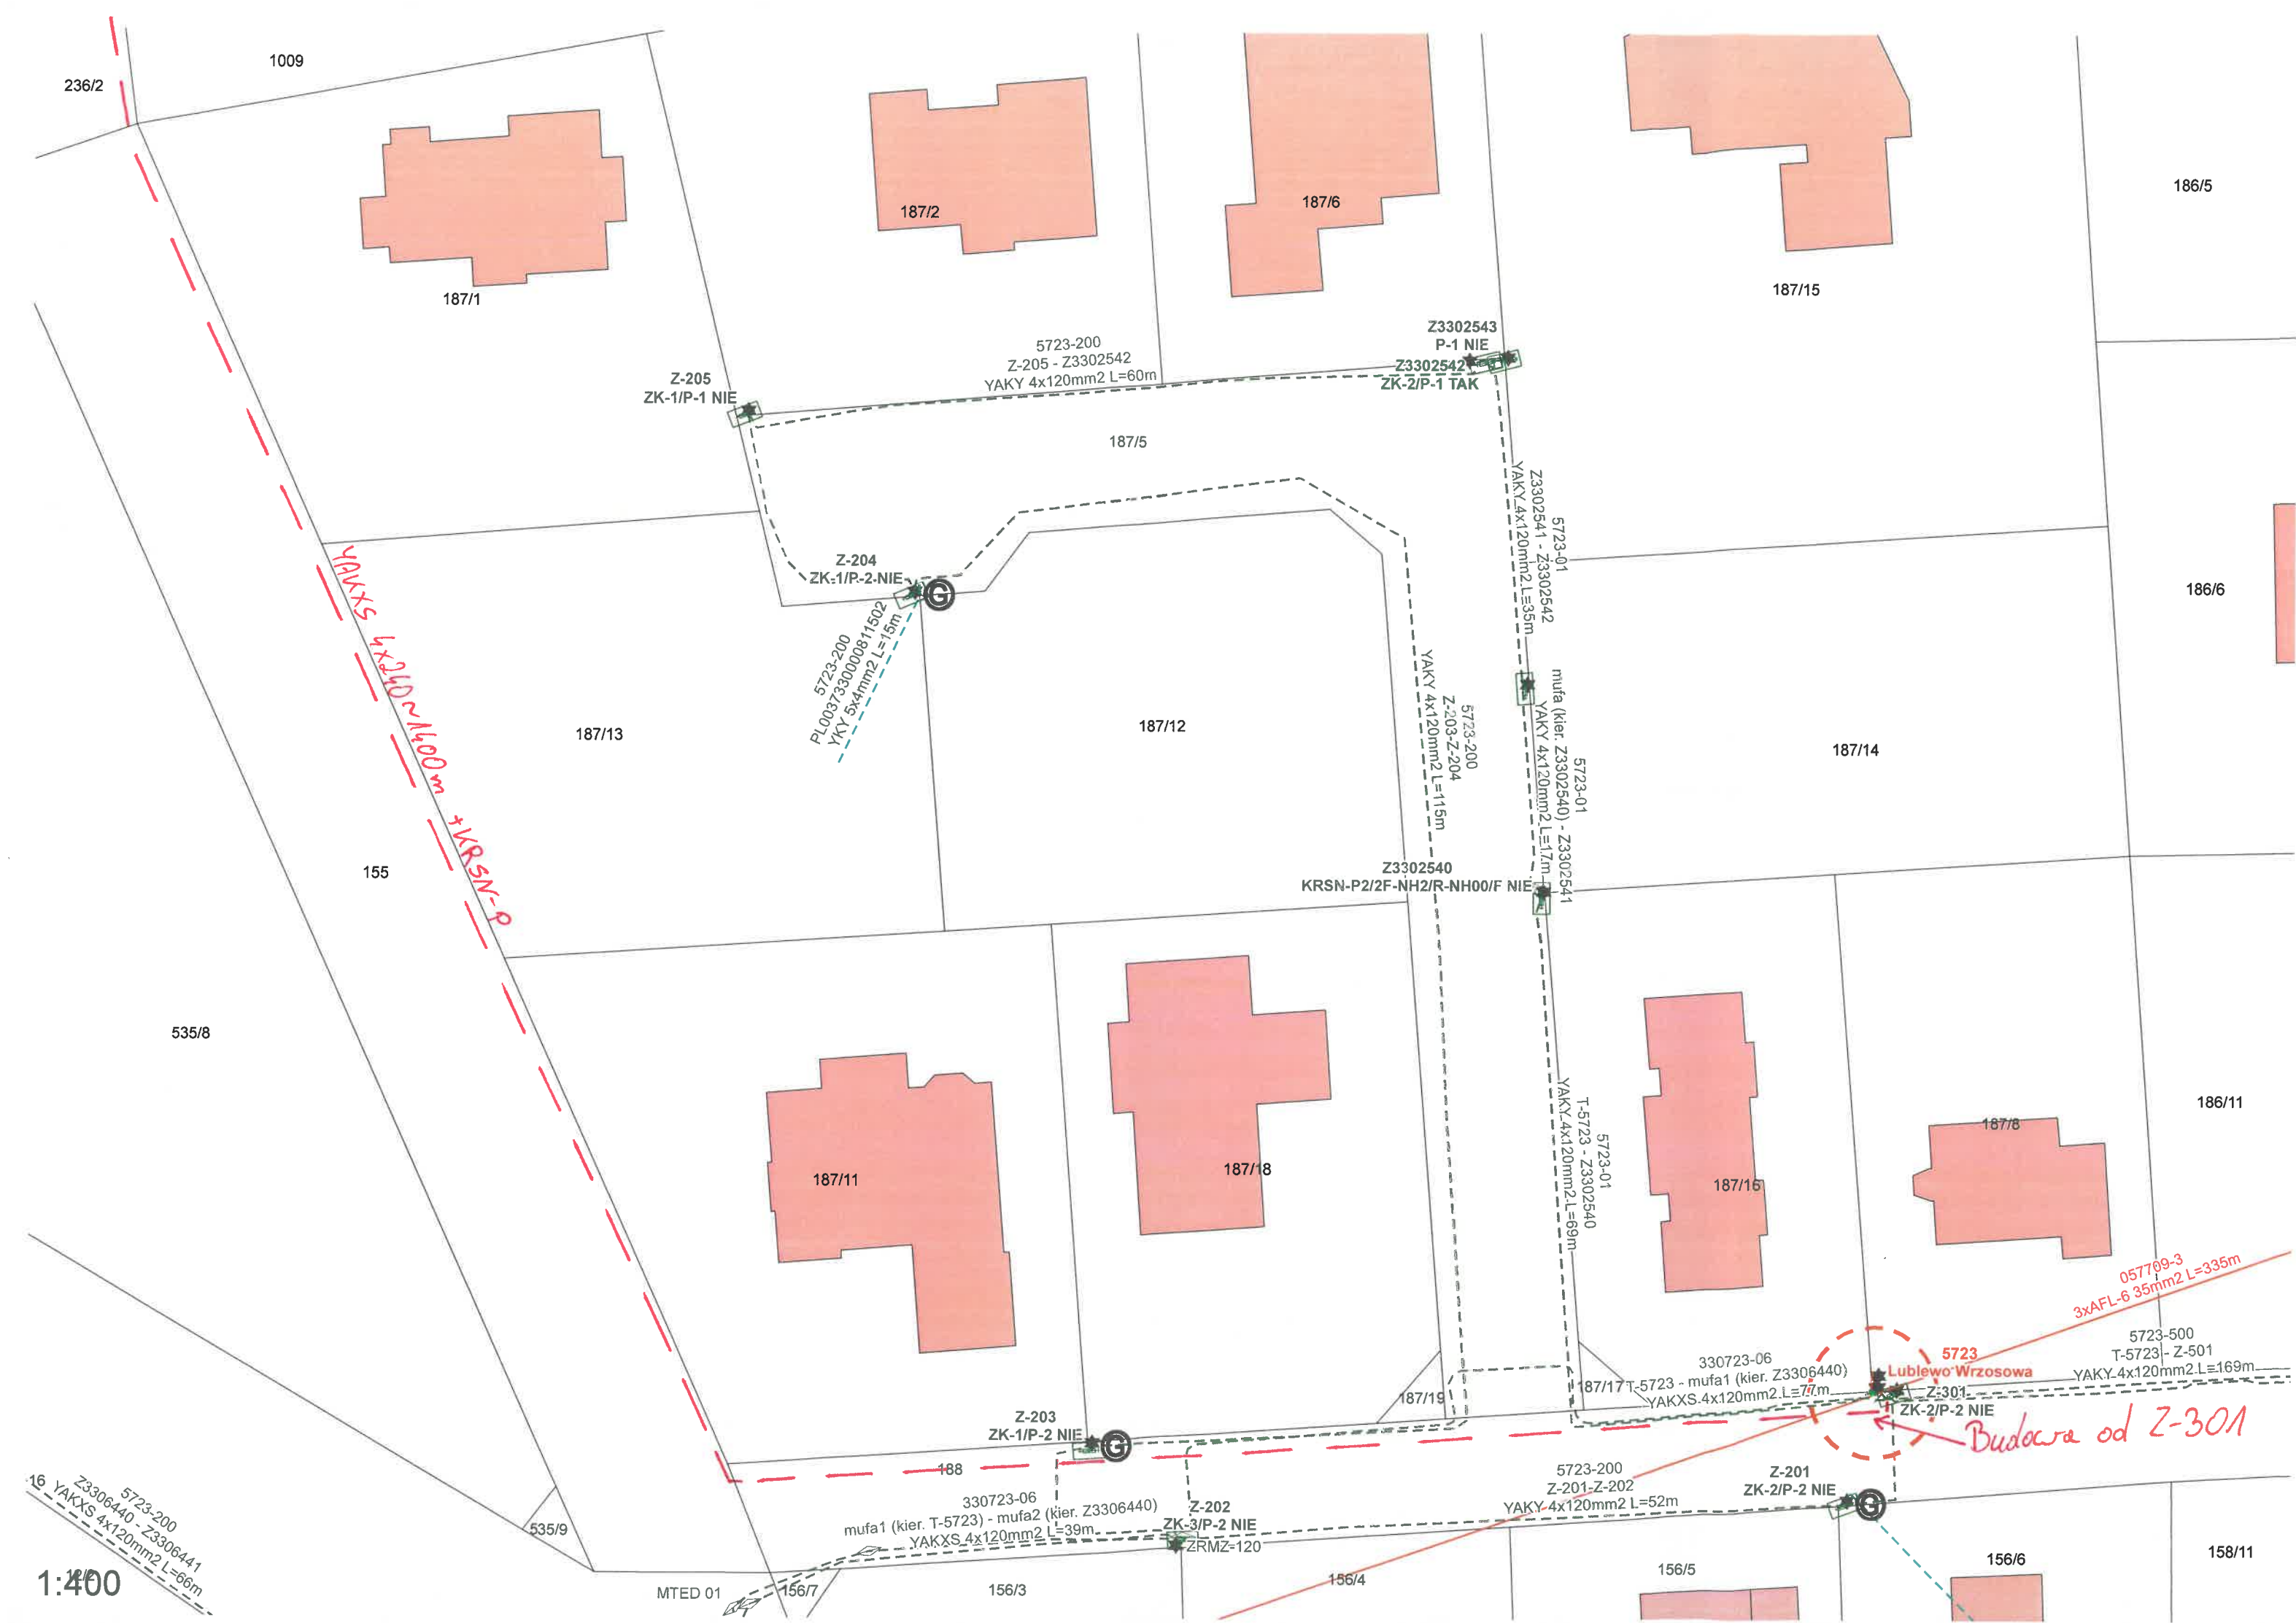 1009
236/2
187/1
187/2
187/6
187/15
186/5
5723-200
Z-205 - Z3302542
YAKY 4x120mm2 L=60m
Z3302543
P-1 NIE
Z3302542
ZK-2/P-1 TAK
Z-205
ZK-1/P-1 NIE
187/5
Z-204
ZK-1/P-2 NIE
G
5723-200
PL0037330000811502
YKY 5x4mm2 L=15m
5723-01
Z3302541 - Z3302542
YAKY 4x120mm2 L=35m
186/6
YAKXS 4x240~1400m +KRSN-P
187/13
187/12
5723-200
Z-203-Z-204
YAKY 4x120mm2 L=115m
5723-01
mufa (kier. Z3302540) - Z3302541
YAKY 4x120mm2 L=17m
187/14
155
Z3302540
KRSN-P2/2F-NH2/R-NH00/F NIE
535/8
187/11
187/18
5723-01
T-5723 - Z3302540
YAKY 4x120mm2 L=69m
187/16
187/8
186/11
057709-3
3xAFL-6 35mm2 L=335m
5723-500
T-5723 - Z-501
YAKY 4x120mm2 L=169m
5723
Lublewo Wrzosowa
Z-301
ZK-2/P-2 NIE
Budowa od Z-301
330723-06
T-5723 - mufa1 (kier. Z3306440)
YAKXS 4x120mm2 L=77m
187/17
187/19
Z-203
ZK-1/P-2 NIE
G
188
5723-200
Z-201-Z-202
YAKY 4x120mm2 L=52m
Z-201
ZK-2/P-2 NIE
G
330723-06
mufa1 (kier. T-5723) - mufa2 (kier. Z3306440)
YAKXS 4x120mm2 L=39m
Z-202
ZK-3/P-2 NIE
ZRMZ-120
5723-200
Z3306440 - Z3306441
YAKXS 4x120mm2 L=66m
16
535/9
MTED 01
156/7
156/3
156/4
156/5
156/6
158/11
1:400